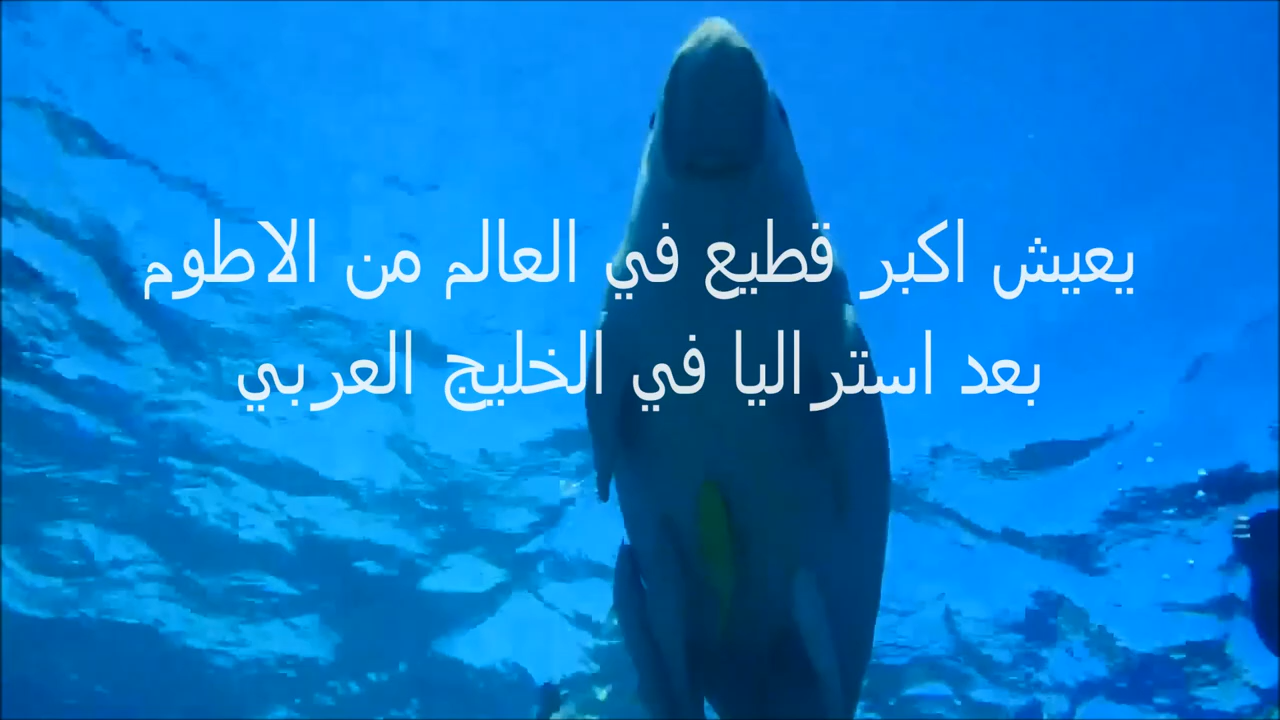 يعيش اكبر قطيع في العالم من الاطوم
بعد استراليا في الخليج العربي